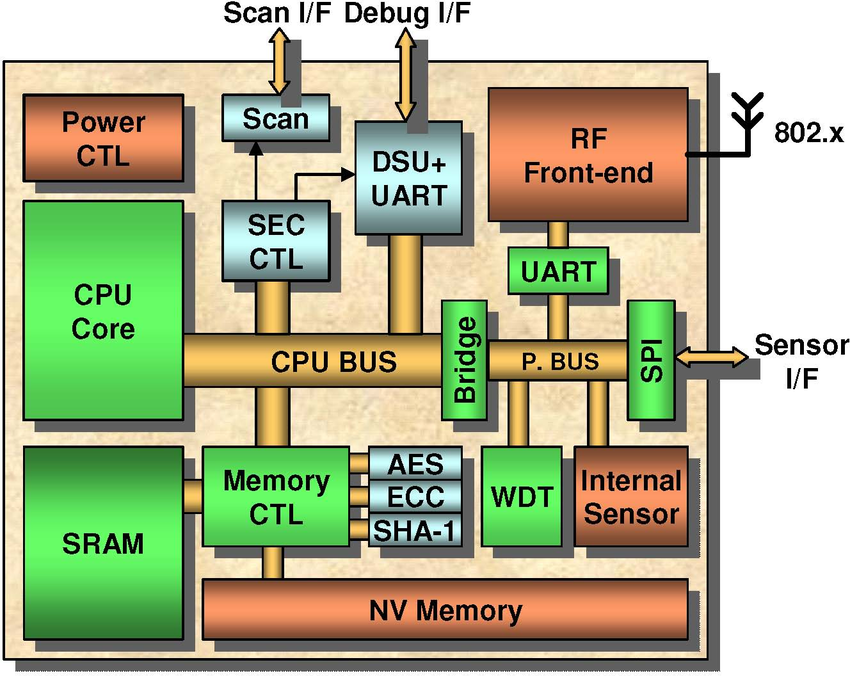 Scan I/F Debug I/F
Power
CTL
Scan
DSU+
UART
RF
Front-end
802.x
SEC
CTL
CPU
Core
UART
CPU BUS
Bridge
P. BUS
SPI
Sensor
I/F
SRAM
Memory
CTL
AES
ECC
SHA-1
WDT
Internal
Sensor
NV Memory